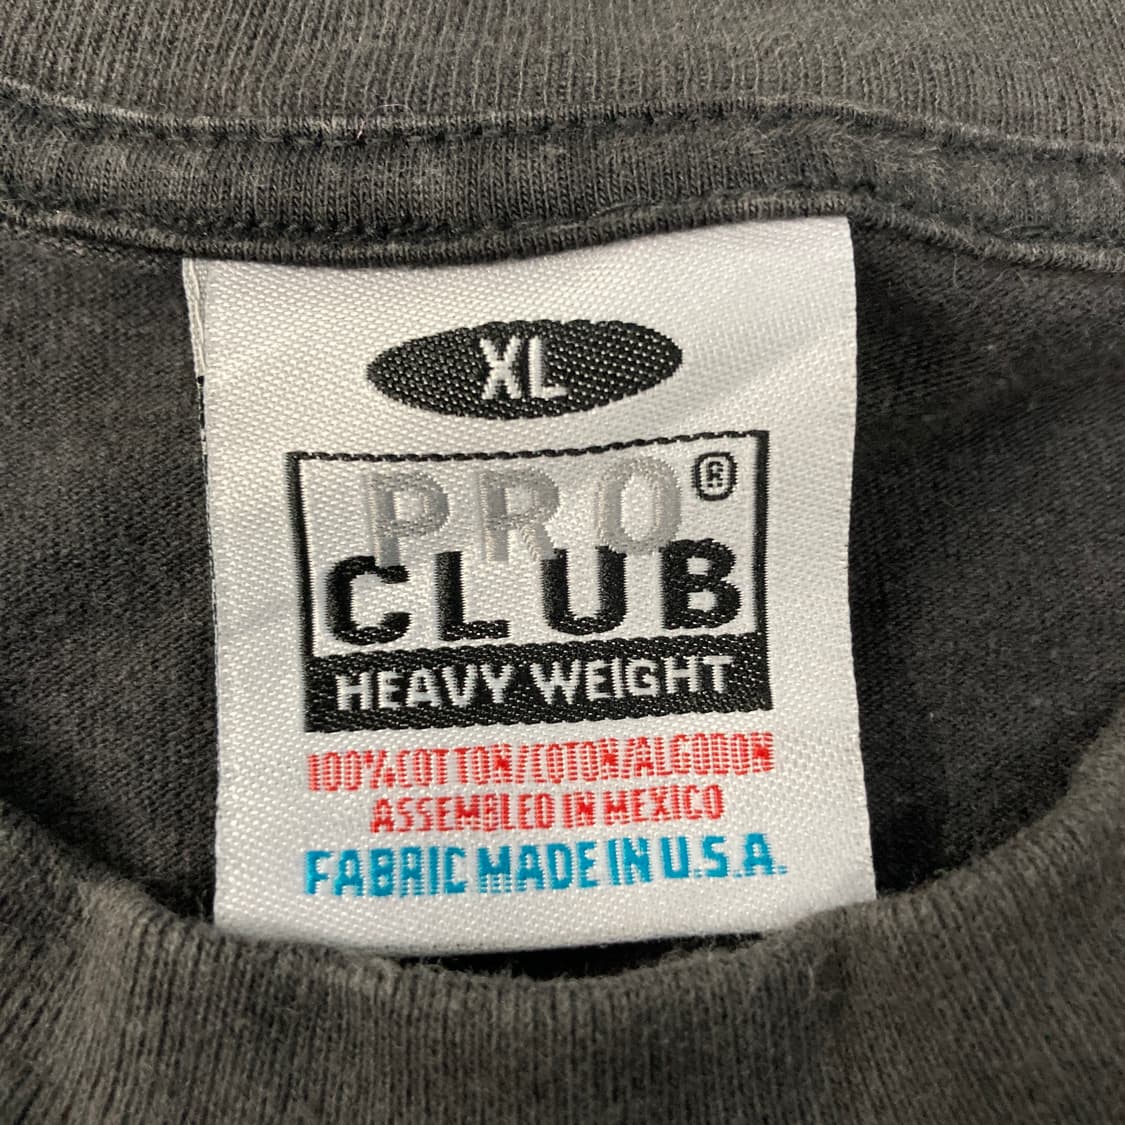 XL
PRO ®
CLUB
HEAVY WEIGHT
100% COTTON/COTON/ALGODON
ASSEMBLED IN MEXICO
FABRIC MADE IN U.S.A.